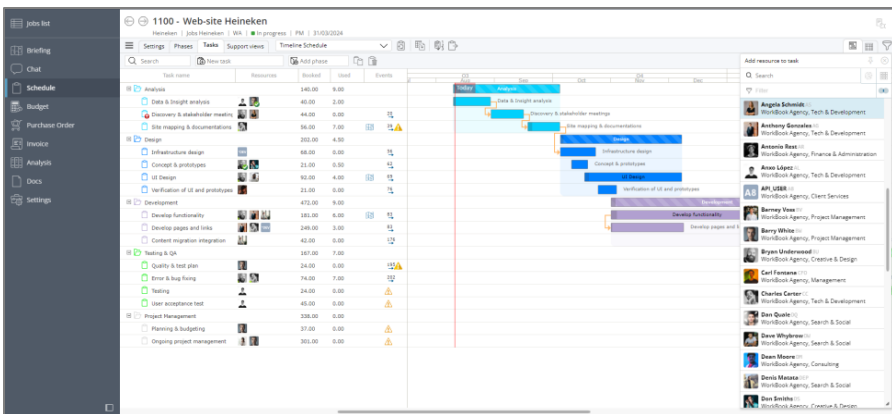 Jobs list
Briefing
Chat
Schedule
Budget
Purchase Order
Invoice
Analysis
Docs
Settings
1100 - Web-site Heineken
Heineken | Jobs Heineken | WA | In progress | PM | 31/03/2024
Settings Phases Tasks Support views Timeline Schedule
Search New task Add phase
Task name Resources Booked Used Events
Oct Nov Dec
Analysis 140.00 9.00
Data & Insight analysis 40.00 2.00
Discovery & stakeholder meeting 44.00 0.00
Site mapping & documentations 56.00 7.00
Design 202.00 4.50
Infrastructure design 68.00 0.00
Concept & prototypes 21.00 0.50
UI Design 92.00 4.00
Verification of UI and prototypes 21.00 0.00
Development 472.00 9.00
Develop functionality 181.00 6.00
Develop pages and links 249.00 3.00
Content migration integration 42.00 0.00
Testing & QA 167.00 7.00
Quality & test plan 24.00 0.00
Error & bug fixing 74.00 7.00
Testing 24.00 0.00
User acceptance test 45.00 0.00
Project Management 338.00 0.00
Planning & budgeting 37.00 0.00
Ongoing project management 301.00 0.00
Today Analysis
Data & Insight analysis
Discovery & stakeholder meetings
Site mapping & documentations
Design
Infrastructure design
Concept & prototypes
UI Design
Verification of UI and prototypes
Development
Develop functionality
Develop pages and
Add resource to task
Search
Filter
Angela Schmidt
WorkBook Agency, Tech & Development
Anthony Gonzales
WorkBook Agency, Tech & Development
Antonio Rest
WorkBook Agency, Finance & Administration
Anxo López
WorkBook Agency, Tech & Development
AB API_USER
WorkBook Agency, Client Services
Barney Voss
WorkBook Agency, Project Management
Barry White
WorkBook Agency, Project Management
Bryan Underwood
WorkBook Agency, Creative & Design
Carl Fontana CFO
WorkBook Agency, Management
Charles Carter
WorkBook Agency, Tech & Development
Dan Quale
WorkBook Agency, Search & Social
Dave Whybrow
WorkBook Agency, Search & Social
Dean Moore
WorkBook Agency, Consulting
Denis Matata
WorkBook Agency, Search & Social
Don Smiths
WorkBook Agency, Creative & Design